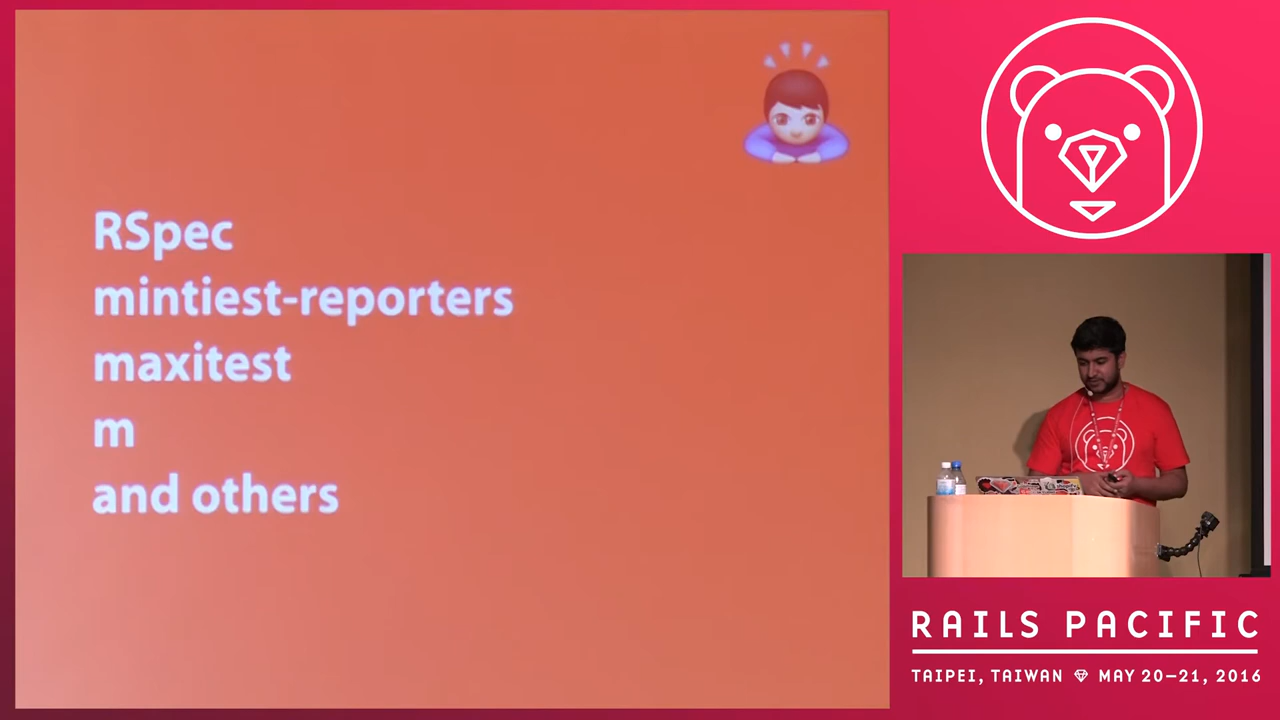 RSpec
mintiest-reporters
maxitest
m
and others
RAILS PACIFIC
TAIPEI, TAIWAN MAY 20–21, 2016